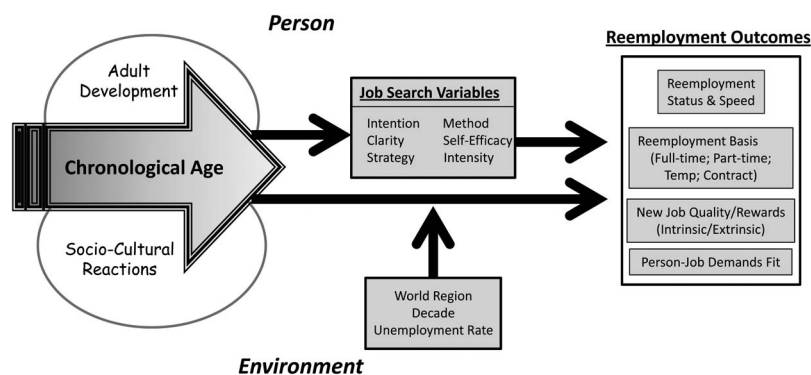 Person
Reemployment Outcomes
Adult
Development
Chronological Age
Socio-Cultural
Reactions
Job Search Variables
Intention Method
Clarity Self-Efficacy
Strategy Intensity
World Region
Decade
Unemployment Rate
Environment
Reemployment
Status & Speed
Reemployment Basis
(Full-time; Part-time;
Temp; Contract)
New Job Quality/Rewards
(Intrinsic/Extrinsic)
Person-Job Demands Fit